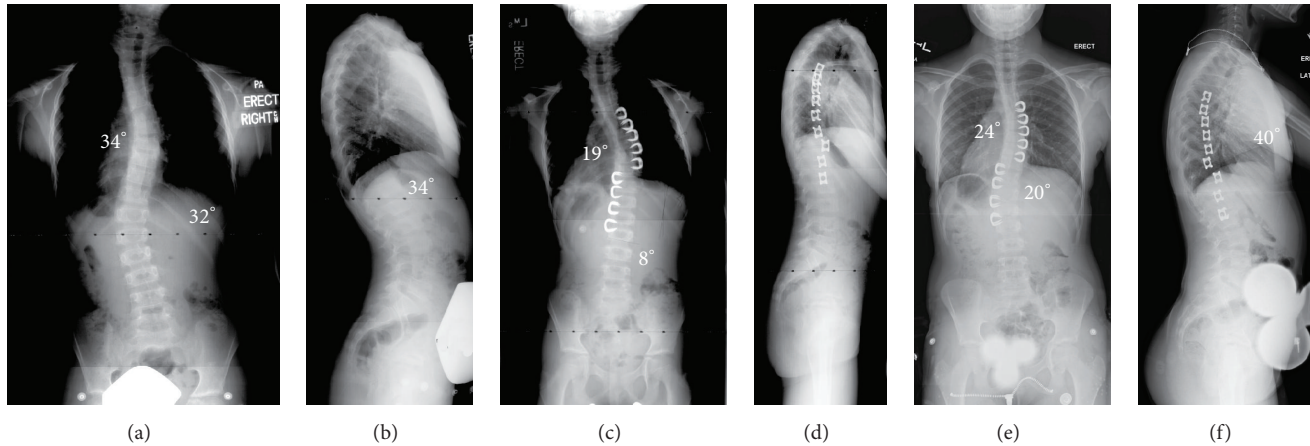 PA
ERECT
RIGHT
34°
32°
34°
ERECT
19°
8°
ERECT
24°
20°
40°
(a)
(b)
(c)
(d)
(e)
(f)